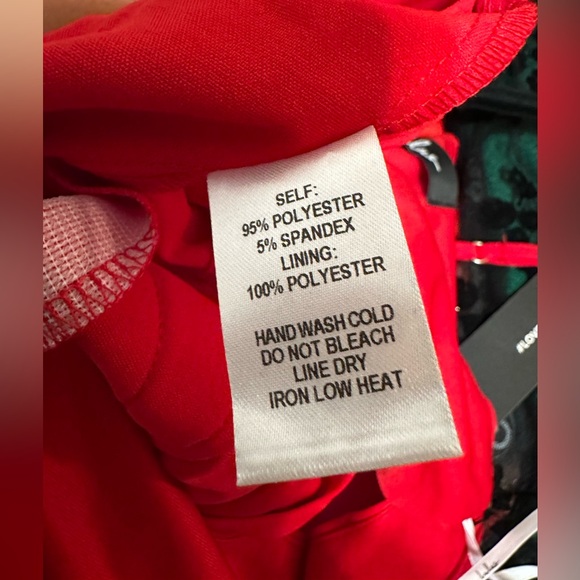 SELF:
95% POLYESTER
5% SPANDEX
LINING:
100% POLYESTER
HAND WASH COLD
DO NOT BLEACH
LINE DRY
IRON LOW HEAT